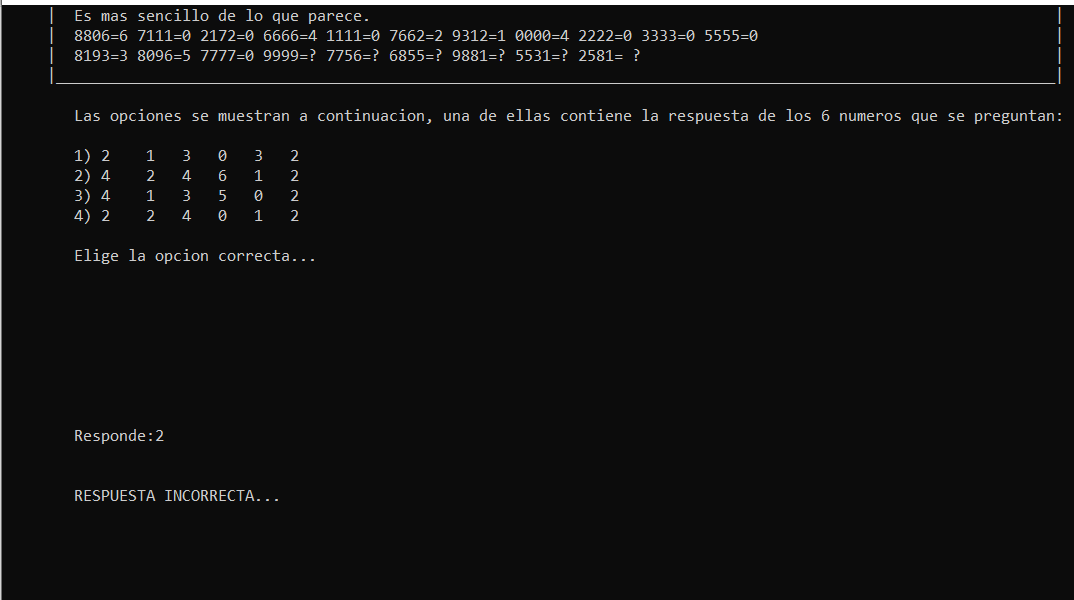 Es mas sencillo de lo que parece.
8806=6 7111=0 2172=0 6666=4 1111=0 7662=2 9312=1 0000=4 2222=0 3333=0 5555=0
8193=3 8096=5 7777=0 9999=? 7756=? 6855=? 9881=? 5531=? 2581= ?
Las opciones se muestran a continuacion, una de ellas contiene la respuesta de los 6 numeros que se preguntan:
1) 2 1 3 0 3 2
2) 4 2 4 6 1 2
3) 4 1 3 5 0 2
4) 2 2 4 0 1 2
Elige la opcion correcta...
Responde:2
RESPUESTA INCORRECTA...